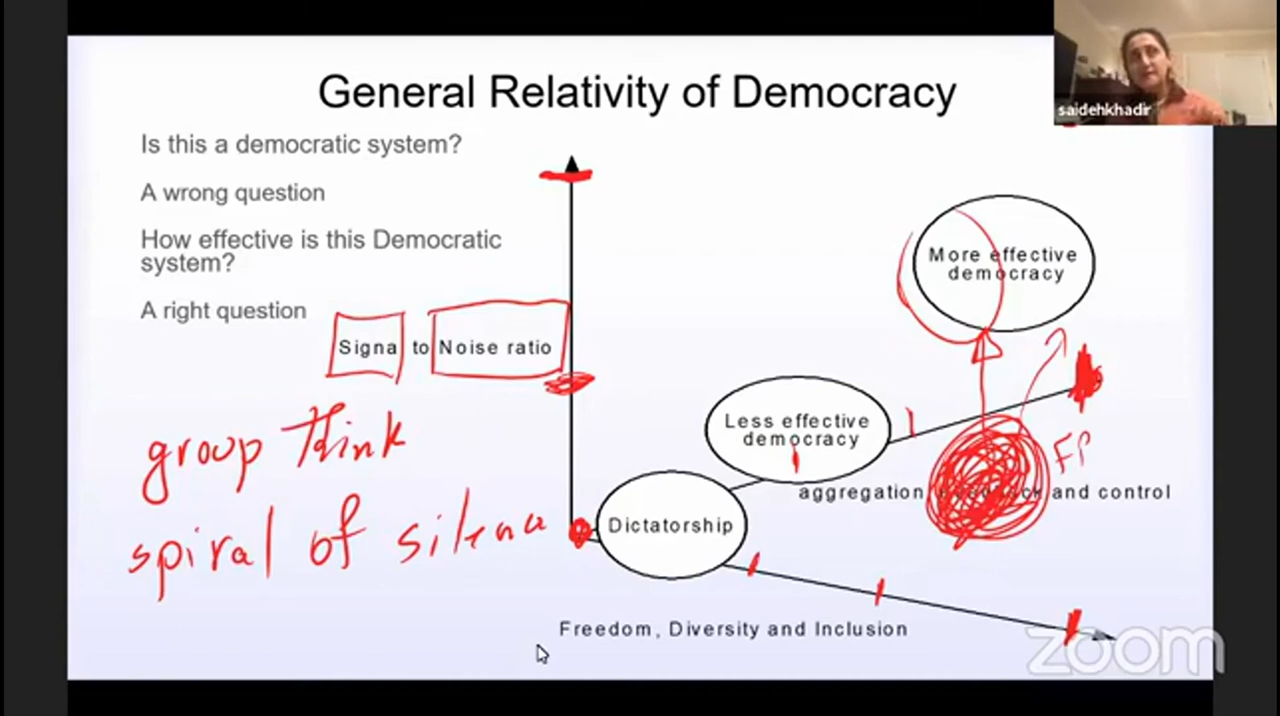 General Relativity of Democracy
saidehkhadir
Is this a democratic system?
A wrong question
How effective is this Democratic
system?
A right question
Signa to Noise ratio
More effective
democracy
Less effective
democracy
aggregation, and control
Dictatorship
Freedom, Diversity and Inclusion
group think
spiral of silence
zoom